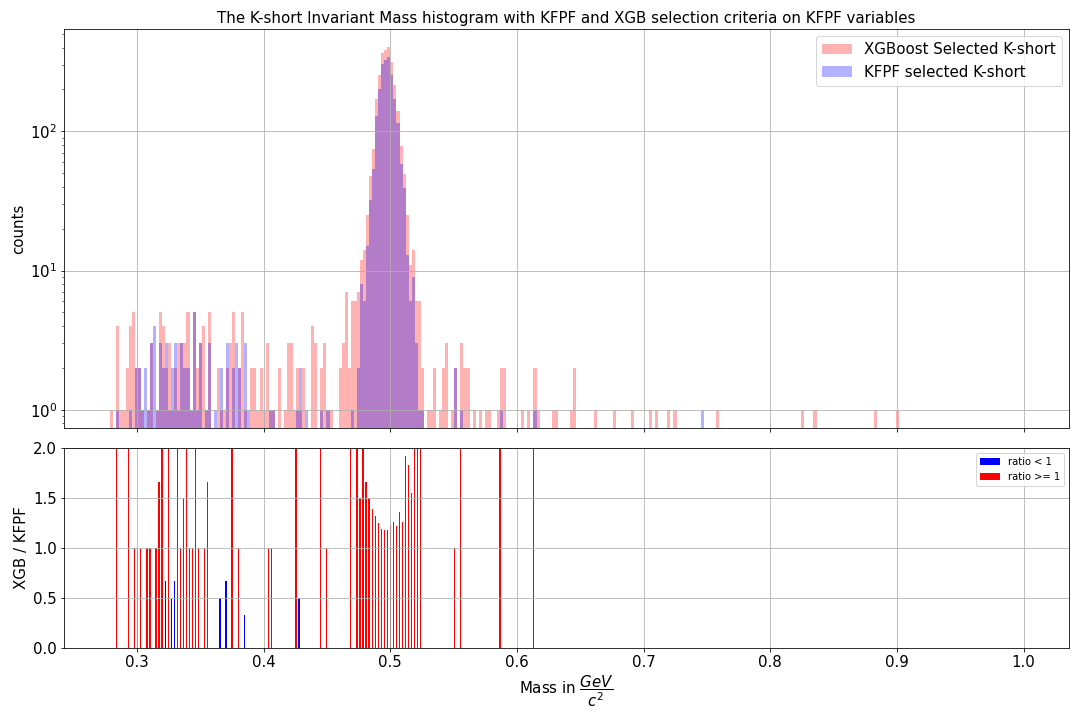 The K-short Invariant Mass histogram with KFPF and XGB selection criteria on KFPF variables
XGBoost Selected K-short
KFPF selected K-short
counts
10²
10¹
10⁰
ratio < 1
ratio >= 1
XGB / KFPF
2.0
1.5
1.0
0.5
0.0
0.3 0.4 0.5 0.6 0.7 0.8 0.9 1.0
Mass in GeV/c²